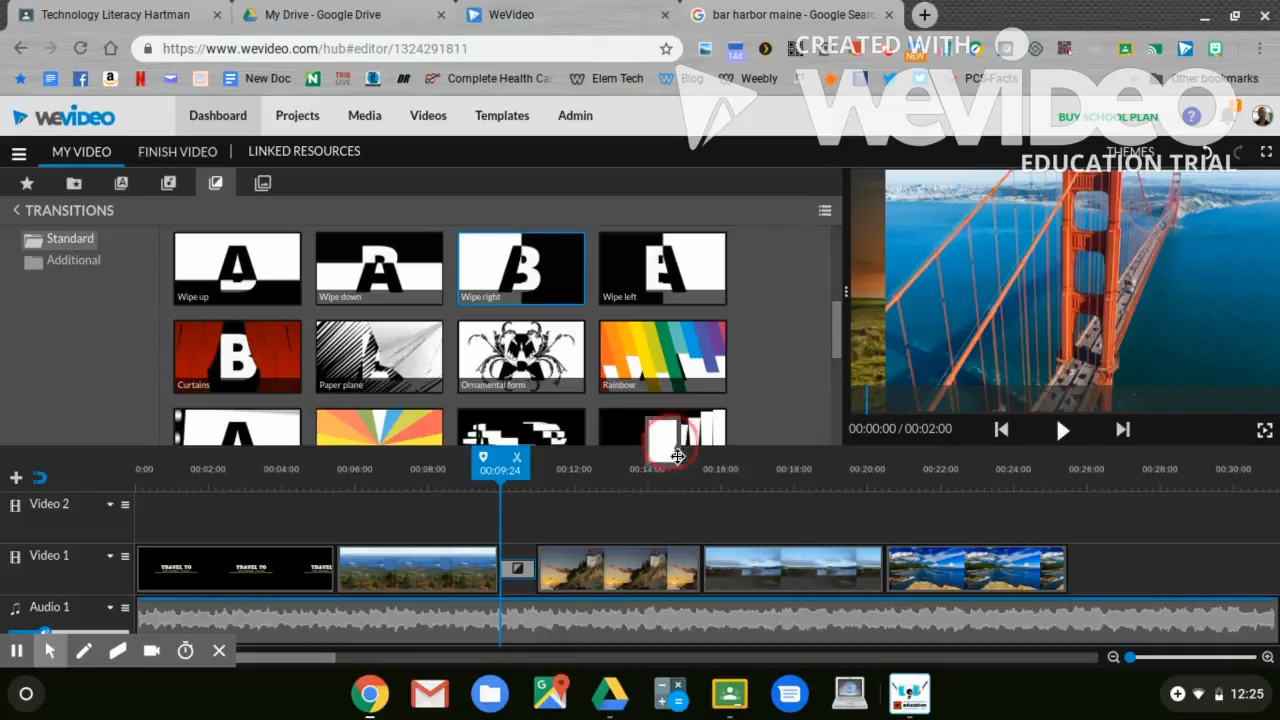 Technology Literacy Hartman
My Drive - Google Drive
WeVideo
bar harbor maine - Google Searc
https://www.wevideo.com/hub#editor/1324291811
CREATED WITH
WEVIDEO
EDUCATION TRIAL
New Doc
Complete Health Ca
Elem Tech
Blog
Weebly
PCS-Facts
Other bookmarks
WeVideo
Dashboard
Projects
Media
Videos
Templates
Admin
BUY SCHOOL PLAN
MY VIDEO
FINISH VIDEO
LINKED RESOURCES
THEMES
TRANSITIONS
Standard
Additional
Wipe up
Wipe down
Wipe right
Wipe left
Curtains
Paper plane
Ornamental form
Rainbow
00:00:00 / 00:02:00
00:09:24
0:00
00:02:00
00:04:00
00:06:00
00:08:00
00:12:00
00:14:00
00:16:00
00:18:00
00:20:00
00:22:00
00:24:00
00:26:00
00:28:00
00:30:00
Video 2
Video 1
TRAVEL TO
TRAVEL TO
TRAVEL TO
Audio 1
12:25